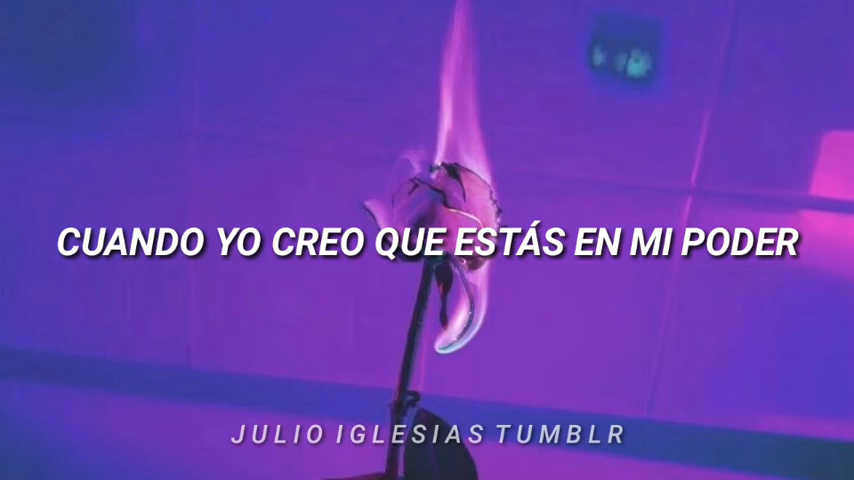 CUANDO YO CREO QUE ESTÁS EN MI PODER
JULIO IGLESIAS TUMBLR